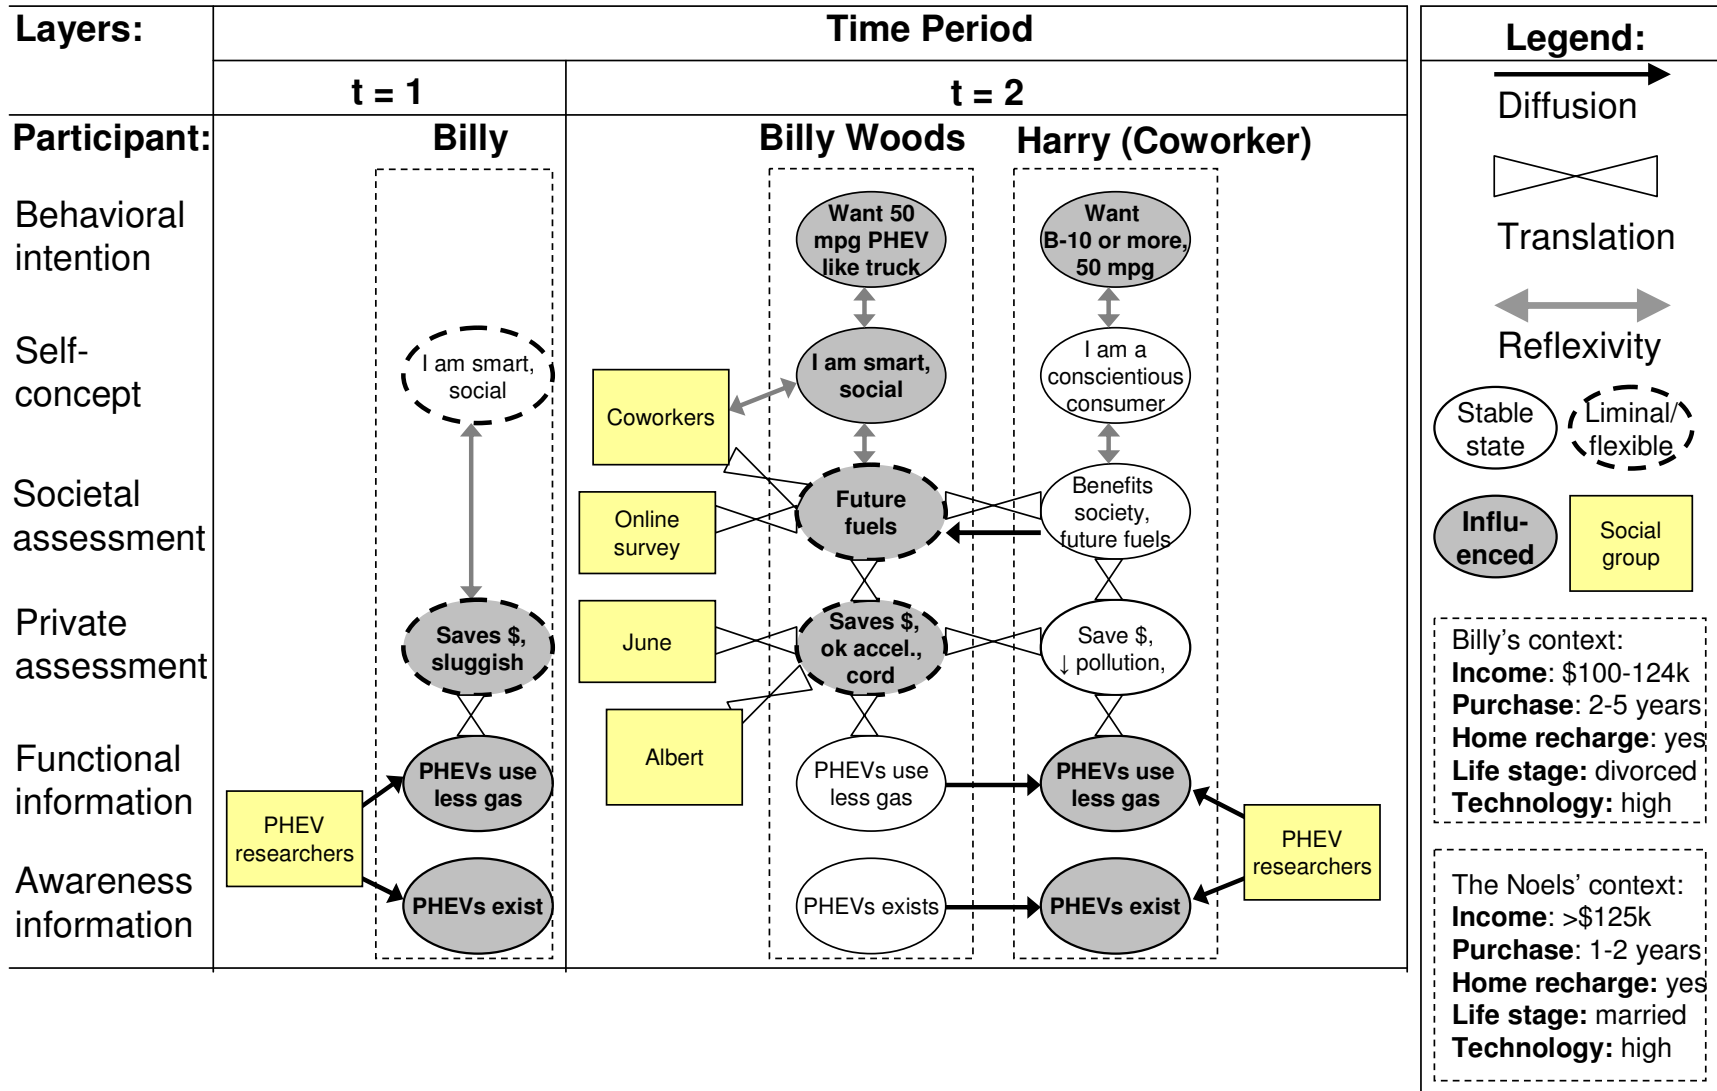 Layers:
Time Period
t = 1
t = 2
Participant:
Billy
Billy Woods
Harry (Coworker)
Behavioral
intention
Want 50
mpg PHEV
like truck
Want
B-10 or more,
50 mpg
Self-
concept
I am smart,
social
Coworkers
I am smart,
social
I am a
conscientious
consumer
Societal
assessment
Online
survey
Future
fuels
Benefits
society,
future fuels
Private
assessment
Saves $,
sluggish
June
Saves $,
ok accel.,
cord
Save $,
↓ pollution,
Albert
Functional
information
PHEVs use
less gas
PHEVs use
less gas
PHEVs use
less gas
PHEV
researchers
PHEV
researchers
Awareness
information
PHEVs exist
PHEVs exists
PHEVs exist
Legend:
Diffusion
Translation
Reflexivity
Stable
state
Liminal/
flexible
Influ-
enced
Social
group
Billy's context:
Income: $100-124k
Purchase: 2-5 years
Home recharge: yes
Life stage: divorced
Technology: high
The Noels' context:
Income: >$125k
Purchase: 1-2 years
Home recharge: yes
Life stage: married
Technology: high